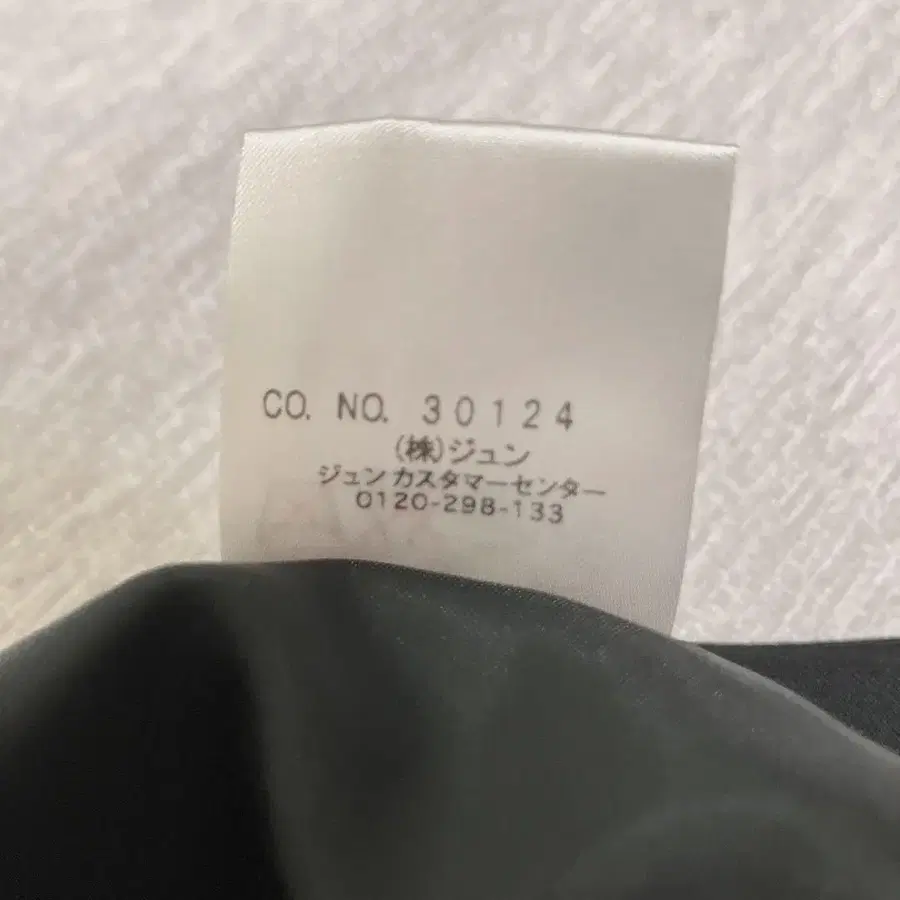 CO. NO. 30124
(株)ジュン
ジュンカスタマーセンター
0120-298-133